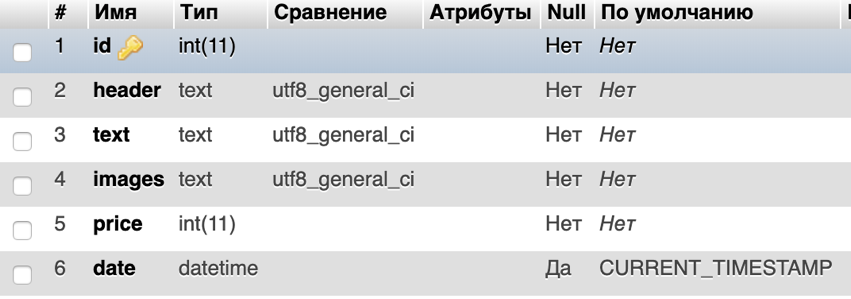 # Имя Тип Сравнение Атрибуты Null По умолчанию
1 id int(11) Нет Нет
2 header text utf8_general_ci Нет Нет
3 text text utf8_general_ci Нет Нет
4 images text utf8_general_ci Нет Нет
5 price int(11) Нет Нет
6 date datetime Да CURRENT_TIMESTAMP